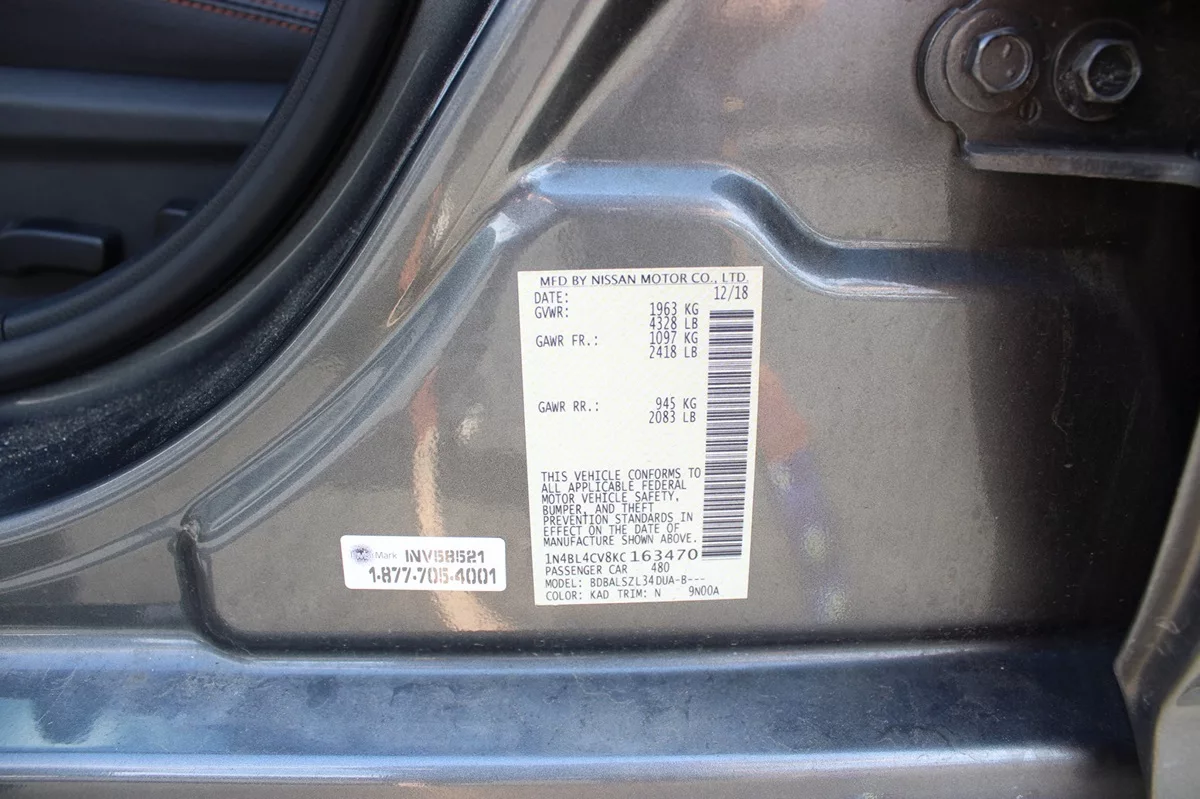 MFD BY NISSAN MOTOR CO., LTD.
DATE: 12/18
GVWR: 1963 KG
4328 LB
GAWR FR.: 1097 KG
2418 LB
GAWR RR.: 945 KG
2083 LB
THIS VEHICLE CONFORMS TO
ALL APPLICABLE FEDERAL
MOTOR VEHICLE SAFETY,
BUMPER, AND THEFT
PREVENTION STANDARDS IN
EFFECT ON THE DATE OF
MANUFACTURE SHOWN ABOVE.
1N4BL4CV8KC163470
PASSENGER CAR 480
MODEL: BDBALSZL34DUA-B---
COLOR: KAD TRIM: N 9N00A
Mark INV58521
1-877-705-4001